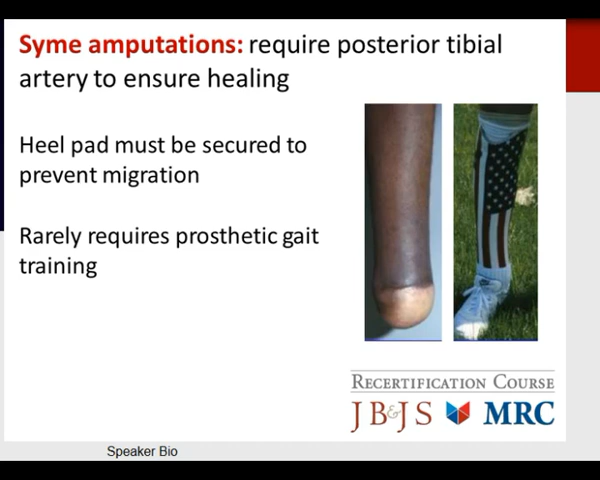 Syme amputations: require posterior tibial
artery to ensure healing
Heel pad must be secured to
prevent migration
Rarely requires prosthetic gait
training
RECERTIFICATION COURSE
JB&JS MRC
Speaker Bio